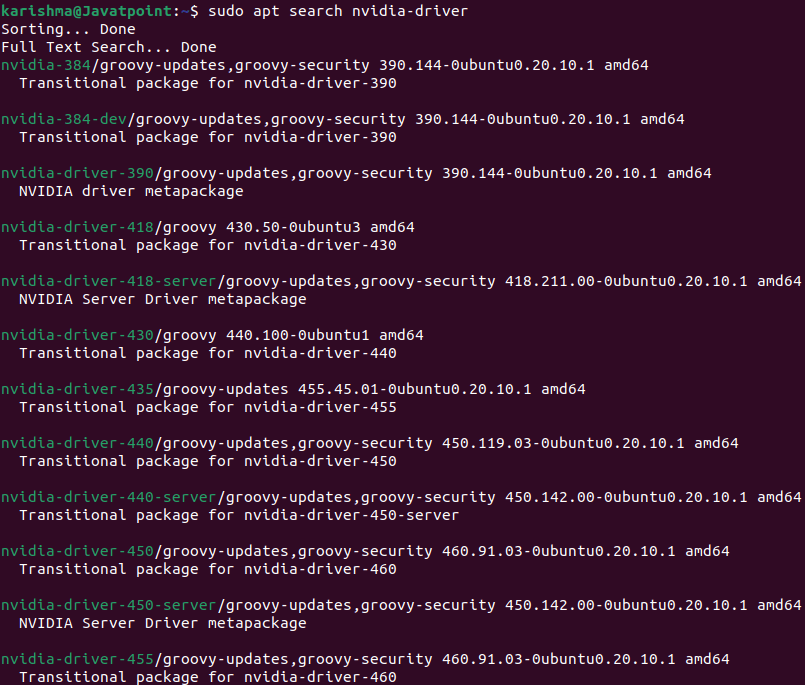 karishma@Javatpoint:~$ sudo apt search nvidia-driver
Sorting... Done
Full Text Search... Done
nvidia-384/groovy-updates,groovy-security 390.144-0ubuntu0.20.10.1 amd64
  Transitional package for nvidia-driver-390

nvidia-384-dev/groovy-updates,groovy-security 390.144-0ubuntu0.20.10.1 amd64
  Transitional package for nvidia-driver-390

nvidia-driver-390/groovy-updates,groovy-security 390.144-0ubuntu0.20.10.1 amd64
  NVIDIA driver metapackage

nvidia-driver-418/groovy 430.50-0ubuntu3 amd64
  Transitional package for nvidia-driver-430

nvidia-driver-418-server/groovy-updates,groovy-security 418.211.00-0ubuntu0.20.10.1 amd64
  NVIDIA Server Driver metapackage

nvidia-driver-430/groovy 440.100-0ubuntu1 amd64
  Transitional package for nvidia-driver-440

nvidia-driver-435/groovy-updates 455.45.01-0ubuntu0.20.10.1 amd64
  Transitional package for nvidia-driver-455

nvidia-driver-440/groovy-updates,groovy-security 450.119.03-0ubuntu0.20.10.1 amd64
  Transitional package for nvidia-driver-450

nvidia-driver-440-server/groovy-updates,groovy-security 450.142.00-0ubuntu0.20.10.1 amd64
  Transitional package for nvidia-driver-450-server

nvidia-driver-450/groovy-updates,groovy-security 460.91.03-0ubuntu0.20.10.1 amd64
  Transitional package for nvidia-driver-460

nvidia-driver-450-server/groovy-updates,groovy-security 450.142.00-0ubuntu0.20.10.1 amd64
  NVIDIA Server Driver metapackage

nvidia-driver-455/groovy-updates,groovy-security 460.91.03-0ubuntu0.20.10.1 amd64
  Transitional package for nvidia-driver-460